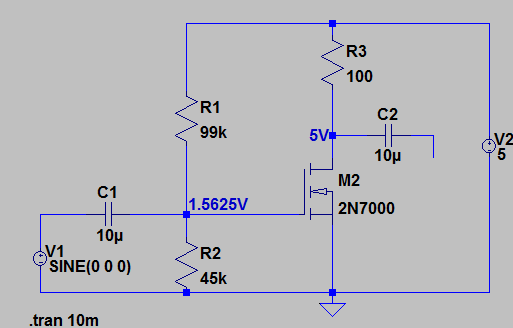 R3
100
R1
99k
5V
C2
10µ
V2
5
M2
2N7000
C1
10µ
1.5625V
V1
SINE(0 0 0)
R2
45k
.tran 10m